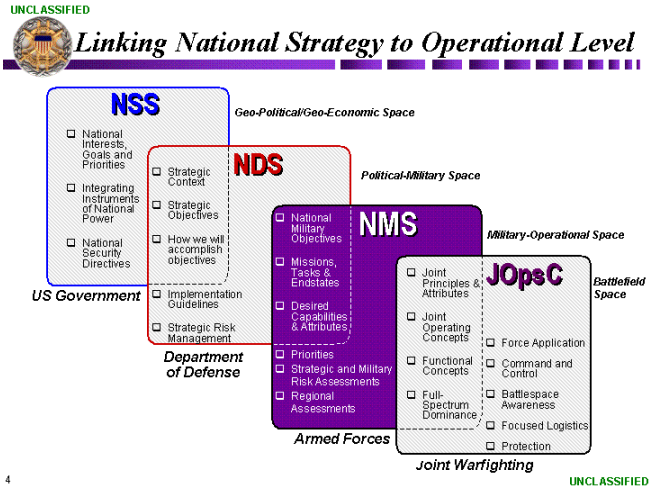 UNCLASSIFIED
Linking National Strategy to Operational Level
NSS
Geo-Political/Geo-Economic Space
National
Interests,
Goals and
Priorities
Integrating
Instruments
of National
Power
National
Security
Directives
US Government
NDS
Political-Military Space
Strategic
Context
Strategic
Objectives
How we will
accomplish
objectives
Implementation
Guidelines
Strategic Risk
Management
Department
of Defense
NMS
Military-Operational Space
National
Military
Objectives
Missions,
Tasks &
Endstates
Desired
Capabilities
& Attributes
Priorities
Strategic and Military
Risk Assessments
Regional
Assessments
Armed Forces
JOpsC
Battlefield
Space
Joint
Principles &
Attributes
Joint
Operating
Concepts
Functional
Concepts
Full-
Spectrum
Dominance
Force Application
Command and
Control
Battlespace
Awareness
Focused Logistics
Protection
Joint Warfighting
4
UNCLASSIFIED